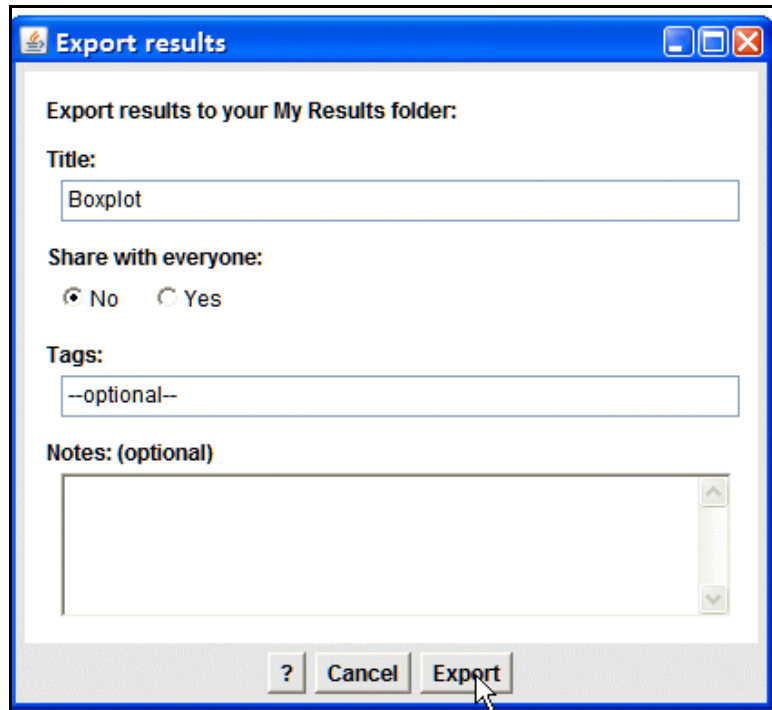 Export results
Export results to your My Results folder:
Title:
Boxplot
Share with everyone:
No Yes
Tags:
--optional--
Notes: (optional)
? Cancel Export